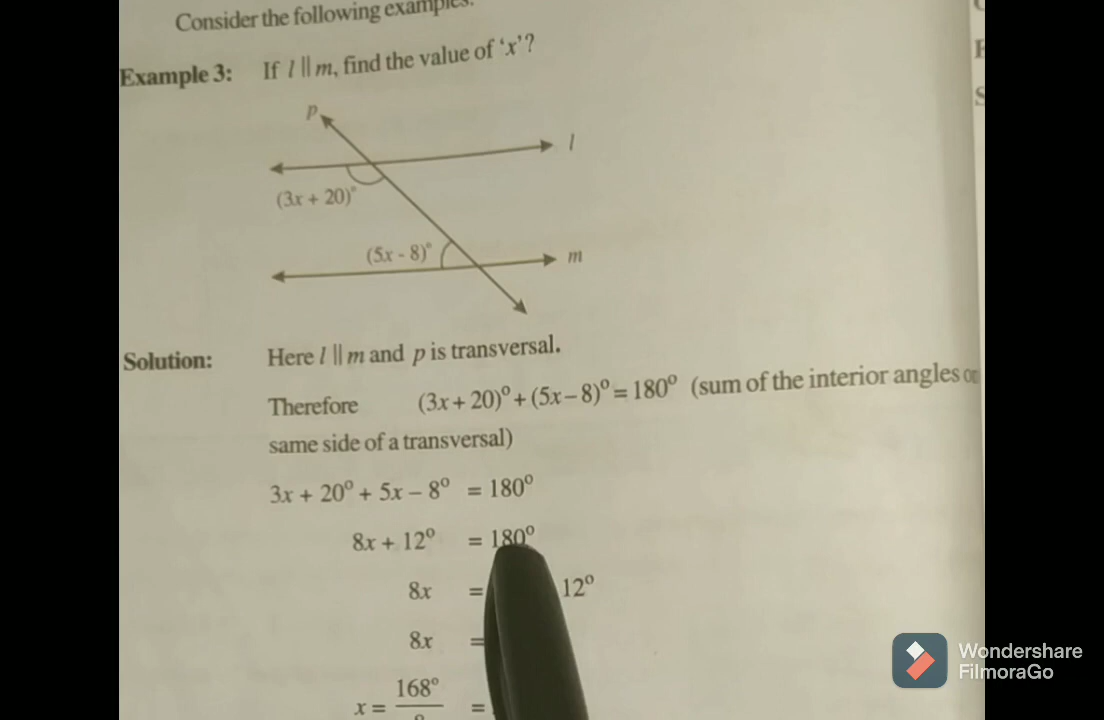 Consider the following examples.
Example 3: If l || m, find the value of ‘x’?
p
l
(3x + 20)°
(5x - 8)°
m
Solution: Here l || m and p is transversal.
Therefore (3x + 20)° + (5x – 8)° = 180° (sum of the interior angles on
same side of a transversal)
3x + 20° + 5x – 8° = 180°
8x + 12° = 180°
8x = 12°
8x =
x = 168° =
Wondershare
FilmoraGo